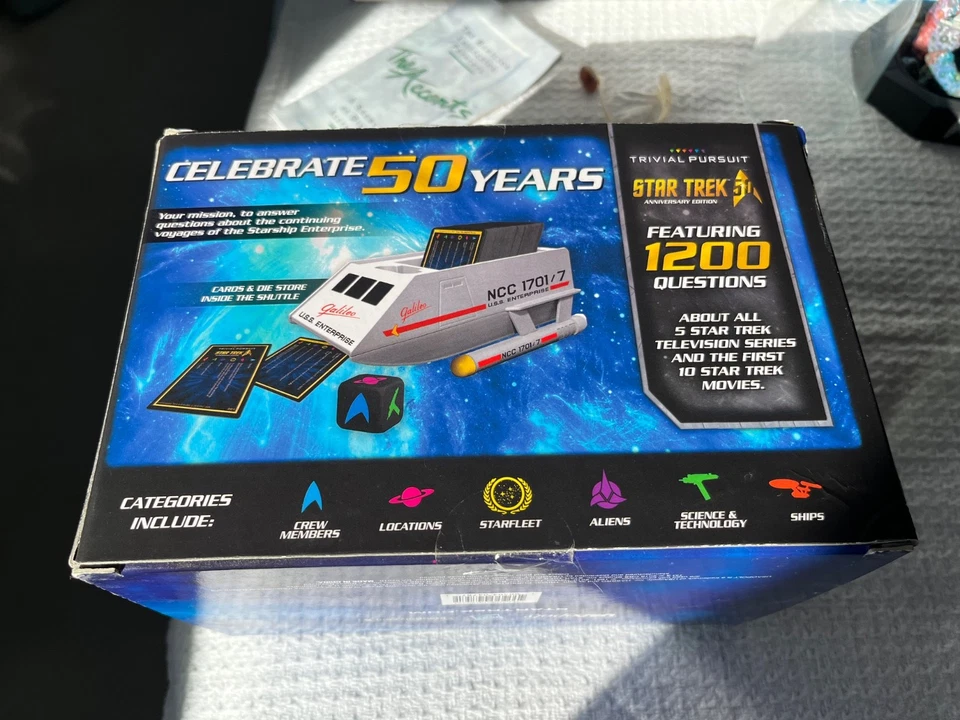 CELEBRATE 50 YEARS
Your mission, to answer
questions about the continuing
voyages of the Starship Enterprise.
CARDS & DIE STORE
INSIDE THE SHUTTLE
Galileo
U.S.S. ENTERPRISE
Galileo
NCC 1701/7
U.S.S. ENTERPRISE
NCC 1701/7
STAR TREK
TRIVIAL PURSUIT
STAR TREK 50
ANNIVERSARY EDITION
FEATURING
1200
QUESTIONS
ABOUT ALL
5 STAR TREK
TELEVISION SERIES
AND THE FIRST
10 STAR TREK
MOVIES.
CATEGORIES
INCLUDE:
CREW
MEMBERS
LOCATIONS
STARFLEET
ALIENS
SCIENCE &
TECHNOLOGY
SHIPS